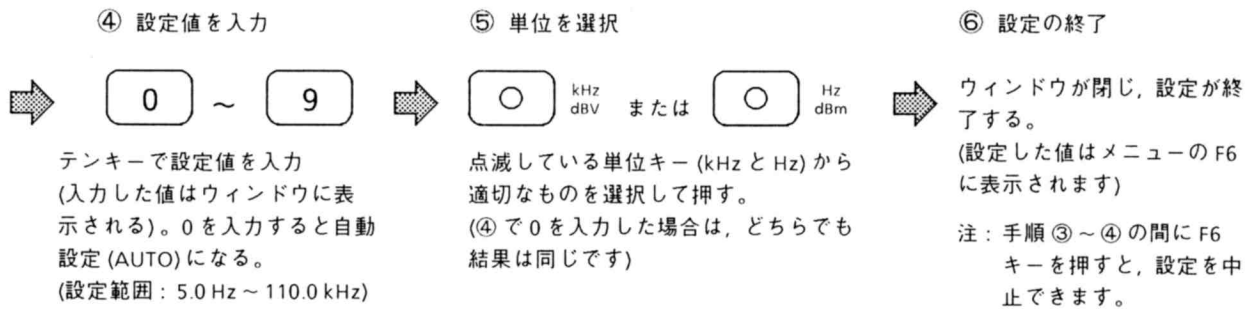 ④ 設定値を入力
0 ~ 9
テンキーで設定値を入力
(入力した値はウィンドウに表
示される)。0を入力すると自動
設定(AUTO)になる。
(設定範囲: 5.0 Hz ~ 110.0 kHz)
⑤ 単位を選択
kHz
dBV
または
Hz
dBm
点滅している単位キー(kHzとHz)から
適切なものを選択して押す。
(④で0を入力した場合は, どちらでも
結果は同じです)
⑥ 設定の終了
ウィンドウが閉じ, 設定が終
了する。
(設定した値はメニューのF6
に表示されます)
注: 手順③~④の間にF6
キーを押すと, 設定を中
止できます。